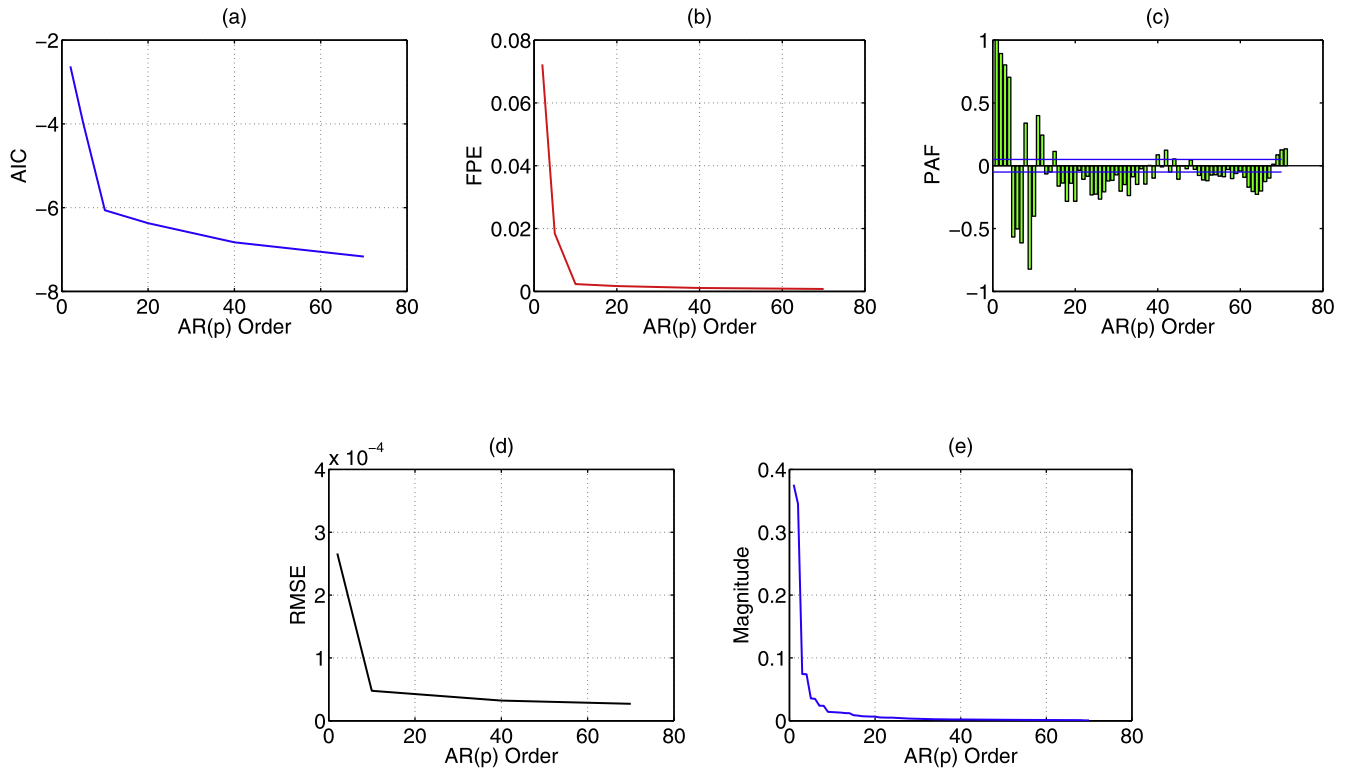 (a)
−2
−4
−6
−8
AIC
0 20 40 60 80
AR(p) Order
(b)
0.08
0.06
0.04
0.02
0
FPE
0 20 40 60 80
AR(p) Order
(c)
1
0.5
0
−0.5
−1
PAF
0 20 40 60 80
AR(p) Order
(d)
x 10−4
4
3
2
1
0
RMSE
0 20 40 60 80
AR(p) Order
(e)
0.4
0.3
0.2
0.1
0
Magnitude
0 20 40 60 80
AR(p) Order